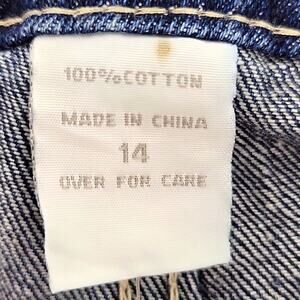 100%COTTON
MADE IN CHINA
14
OVER FOR CARE